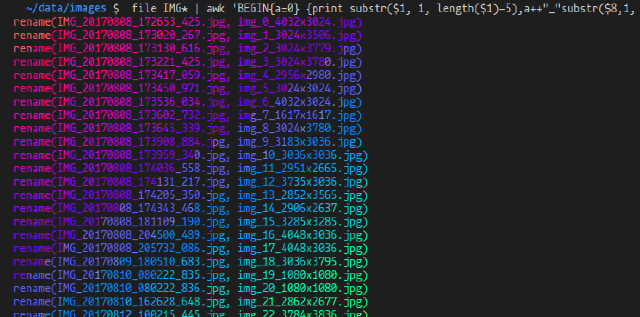 ~/data/images $  file IMG* | awk 'BEGIN{a=0} {print substr($1, 1, length($1)-5),a++"_"substr($8,1,
rename(IMG_20170808_172653_425.jpg, img_0_4032x3024.jpg)
rename(IMG_20170808_173020_267.jpg, img_1_3024x3506.jpg)
rename(IMG_20170808_173130_616.jpg, img_2_3024x3779.jpg)
rename(IMG_20170808_173221_425.jpg, img_3_3024x3780.jpg)
rename(IMG_20170808_173417_059.jpg, img_4_2956x2980.jpg)
rename(IMG_20170808_173450_971.jpg, img_5_3024x3024.jpg)
rename(IMG_20170808_173536_034.jpg, img_6_4032x3024.jpg)
rename(IMG_20170808_173602_732.jpg, img_7_1617x1617.jpg)
rename(IMG_20170808_173645_339.jpg, img_8_3024x3780.jpg)
rename(IMG_20170808_173908_884.jpg, img_9_3183x3036.jpg)
rename(IMG_20170808_173959_340.jpg, img_10_3036x3036.jpg)
rename(IMG_20170808_174036_558.jpg, img_11_2951x2665.jpg)
rename(IMG_20170808_174131_217.jpg, img_12_3735x3036.jpg)
rename(IMG_20170808_174205_350.jpg, img_13_2852x3565.jpg)
rename(IMG_20170808_174343_468.jpg, img_14_2906x2637.jpg)
rename(IMG_20170808_181109_190.jpg, img_15_3285x3285.jpg)
rename(IMG_20170808_204500_489.jpg, img_16_4048x3036.jpg)
rename(IMG_20170808_205732_086.jpg, img_17_4048x3036.jpg)
rename(IMG_20170809_180510_683.jpg, img_18_3036x3795.jpg)
rename(IMG_20170810_080222_835.jpg, img_19_1080x1080.jpg)
rename(IMG_20170810_080222_836.jpg, img_20_1080x1080.jpg)
rename(IMG_20170810_162628_648.jpg, img_21_2862x2677.jpg)
rename(IMG_20170812_100215_445.jpg, img_22_3784x3836.jpg)